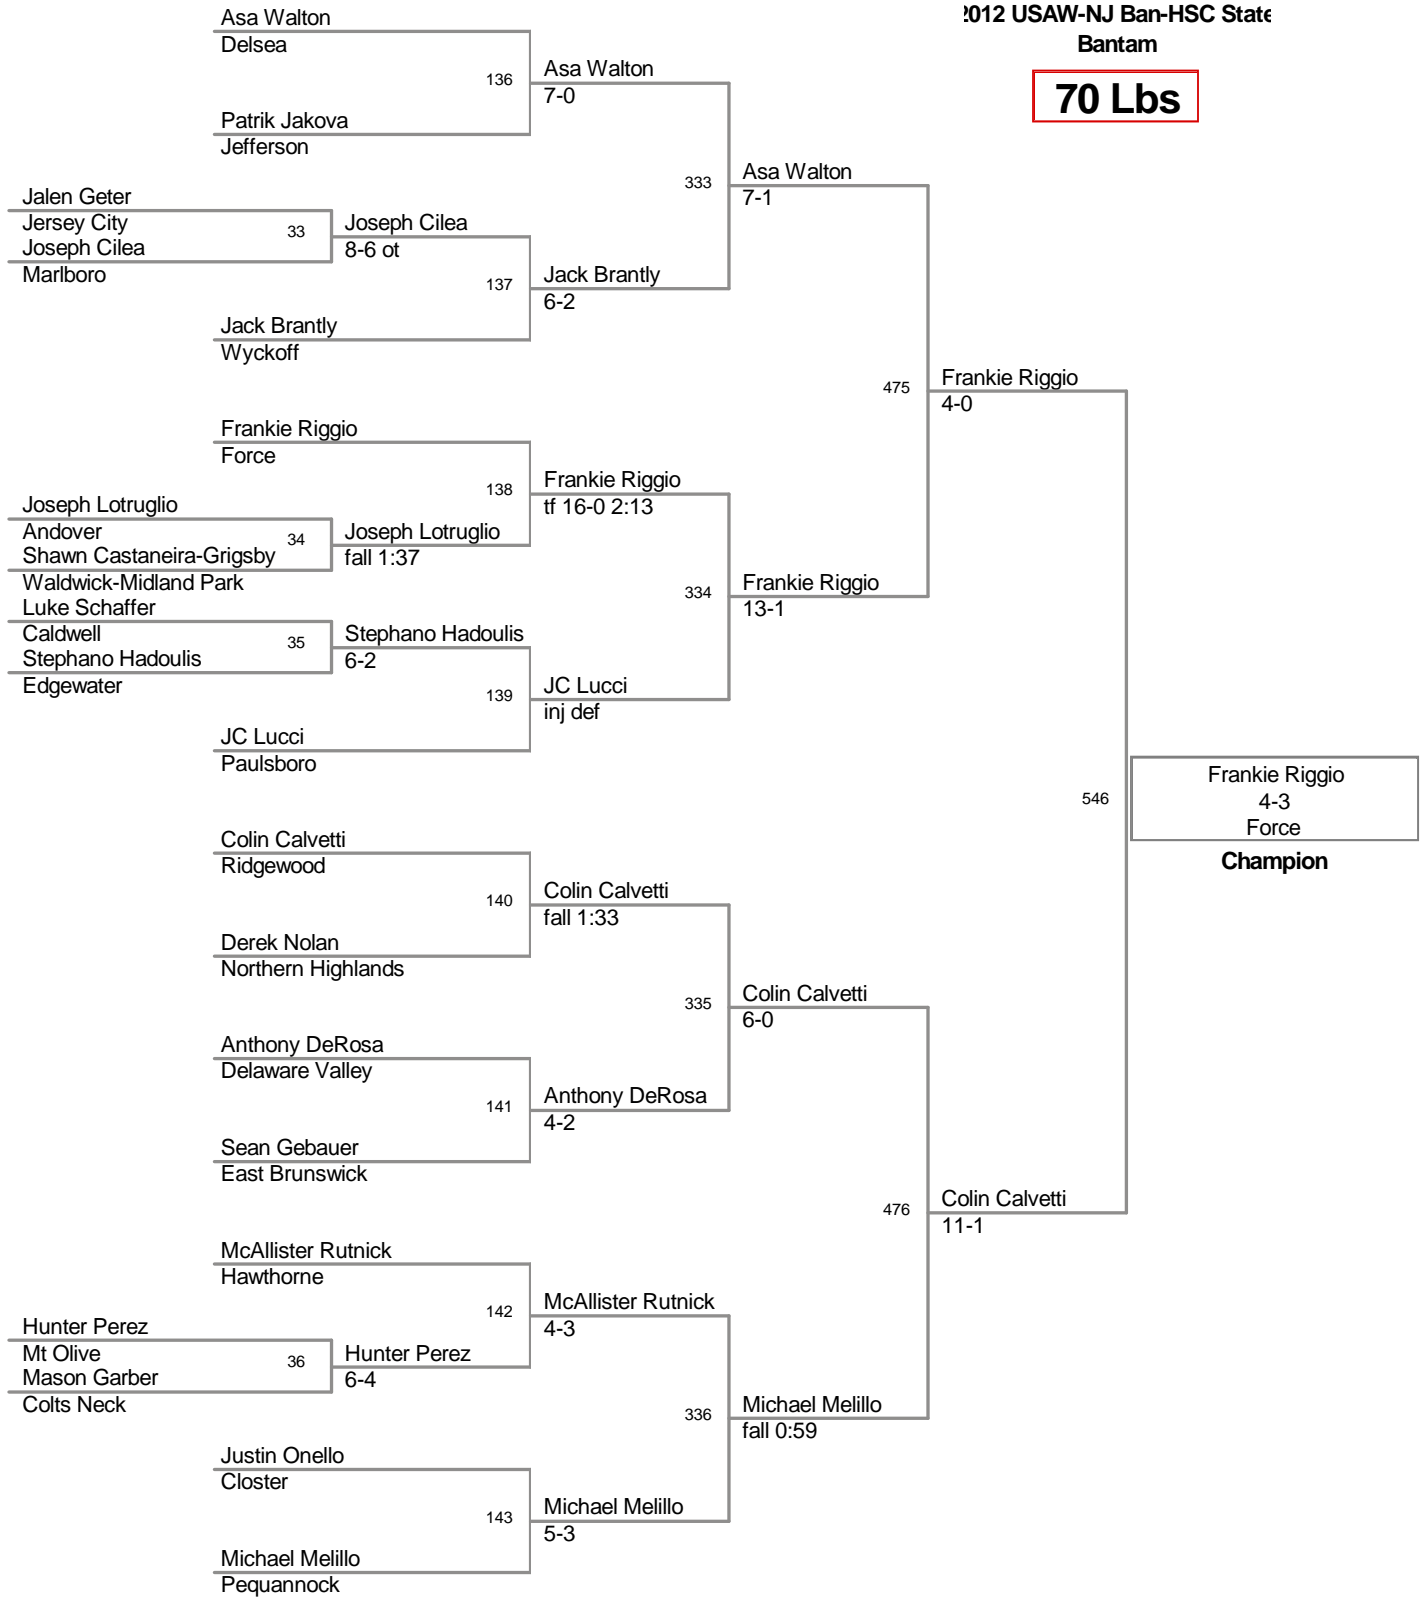 2012 USAW-NJ Ban-HSC State
Bantam
70 Lbs
Asa Walton
Delsea
136
Asa Walton
7-0
Patrik Jakova
Jefferson
333
Asa Walton
7-1
Jalen Geter
Jersey City
33
Joseph Cilea
Marlboro
Joseph Cilea
8-6 ot
137
Jack Brantly
6-2
Jack Brantly
Wyckoff
475
Frankie Riggio
4-0
Frankie Riggio
Force
138
Frankie Riggio
tf 16-0 2:13
Joseph Lotruglio
Andover
34
Shawn Castaneira-Grigsby
Waldwick-Midland Park
Joseph Lotruglio
fall 1:37
334
Frankie Riggio
13-1
Luke Schaffer
Caldwell
35
Stephano Hadoulis
Edgewater
Stephano Hadoulis
6-2
139
JC Lucci
inj def
JC Lucci
Paulsboro
546
Frankie Riggio
4-3
Force
Champion
Colin Calvetti
Ridgewood
140
Colin Calvetti
fall 1:33
Derek Nolan
Northern Highlands
335
Colin Calvetti
6-0
Anthony DeRosa
Delaware Valley
141
Anthony DeRosa
4-2
Sean Gebauer
East Brunswick
476
Colin Calvetti
11-1
McAllister Rutnick
Hawthorne
142
McAllister Rutnick
4-3
Hunter Perez
Mt Olive
36
Mason Garber
Colts Neck
Hunter Perez
6-4
336
Michael Melillo
fall 0:59
Justin Onello
Closter
143
Michael Melillo
5-3
Michael Melillo
Pequannock